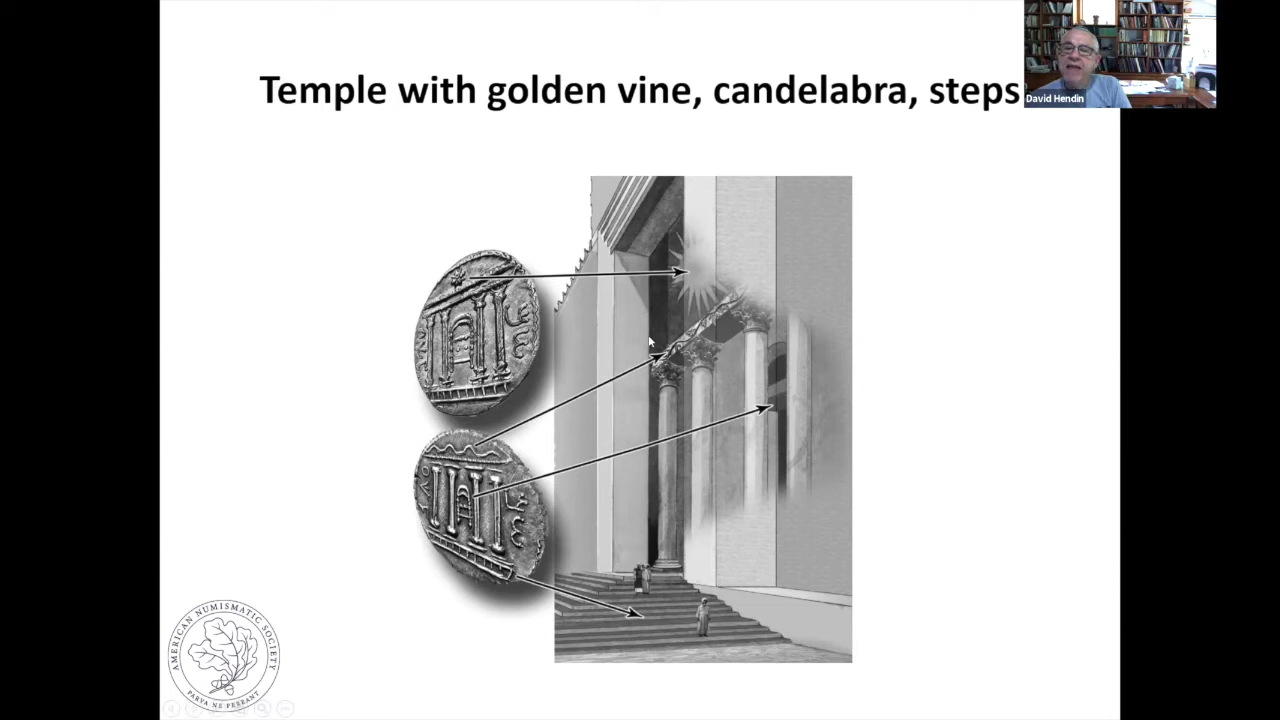 Temple with golden vine, candelabra, steps
David Hendin
AMERICAN NUMISMATIC SOCIETY
PARVA NE PEREANT